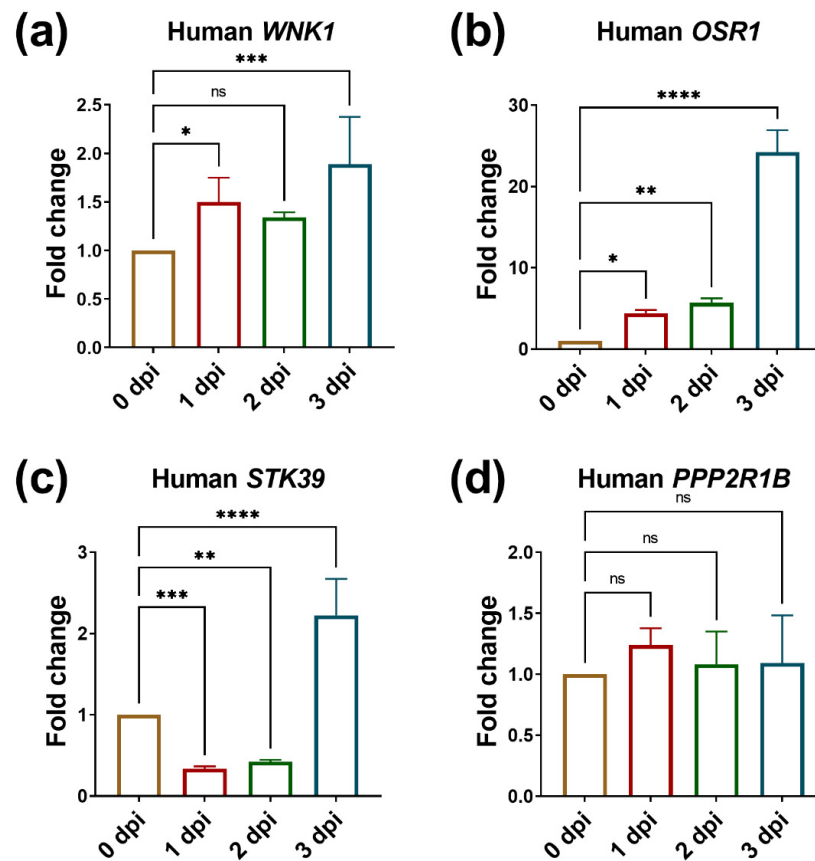 (a)
Human WNK1
Fold change
2.5
2.0
1.5
1.0
0.5
0.0
***
ns
*
0 dpi
1 dpi
2 dpi
3 dpi
(b)
Human OSR1
Fold change
30
20
10
0
****
**
*
0 dpi
1 dpi
2 dpi
3 dpi
(c)
Human STK39
Fold change
3
2
1
0
****
**
***
0 dpi
1 dpi
2 dpi
3 dpi
(d)
Human PPP2R1B
Fold change
2.0
1.5
1.0
0.5
0.0
ns
ns
ns
0 dpi
1 dpi
2 dpi
3 dpi